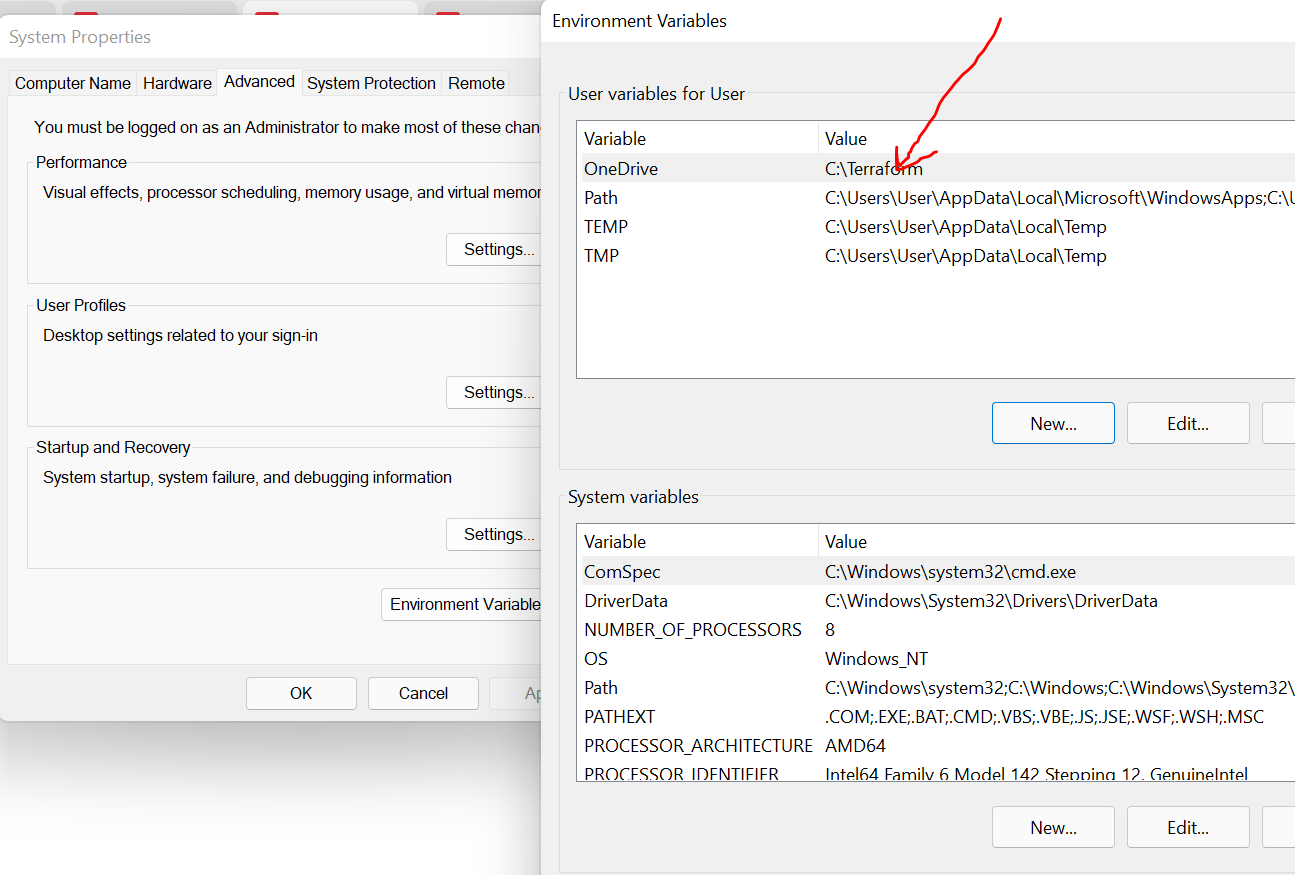 System Properties
Computer Name Hardware Advanced System Protection Remote
You must be logged on as an Administrator to make most of these chan
Performance
Visual effects, processor scheduling, memory usage, and virtual memor
Settings...
User Profiles
Desktop settings related to your sign-in
Settings...
Startup and Recovery
System startup, system failure, and debugging information
Settings...
Environment Variable
OK Cancel Ap
Environment Variables
User variables for User
Variable Value
OneDrive C:\Terraform
Path C:\Users\User\AppData\Local\Microsoft\WindowsApps;C:\U
TEMP C:\Users\User\AppData\Local\Temp
TMP C:\Users\User\AppData\Local\Temp
New... Edit...
System variables
Variable Value
ComSpec C:\Windows\system32\cmd.exe
DriverData C:\Windows\System32\Drivers\DriverData
NUMBER_OF_PROCESSORS 8
OS Windows_NT
Path C:\Windows\system32;C:\Windows;C:\Windows\System32\
PATHEXT .COM;.EXE;.BAT;.CMD;.VBS;.VBE;.JS;.JSE;.WSF;.WSH;.MSC
PROCESSOR_ARCHITECTURE AMD64
PROCESSOR_IDENTIFIER Intel64 Family 6 Model 142 Stepping 12, GenuineIntel
New... Edit...